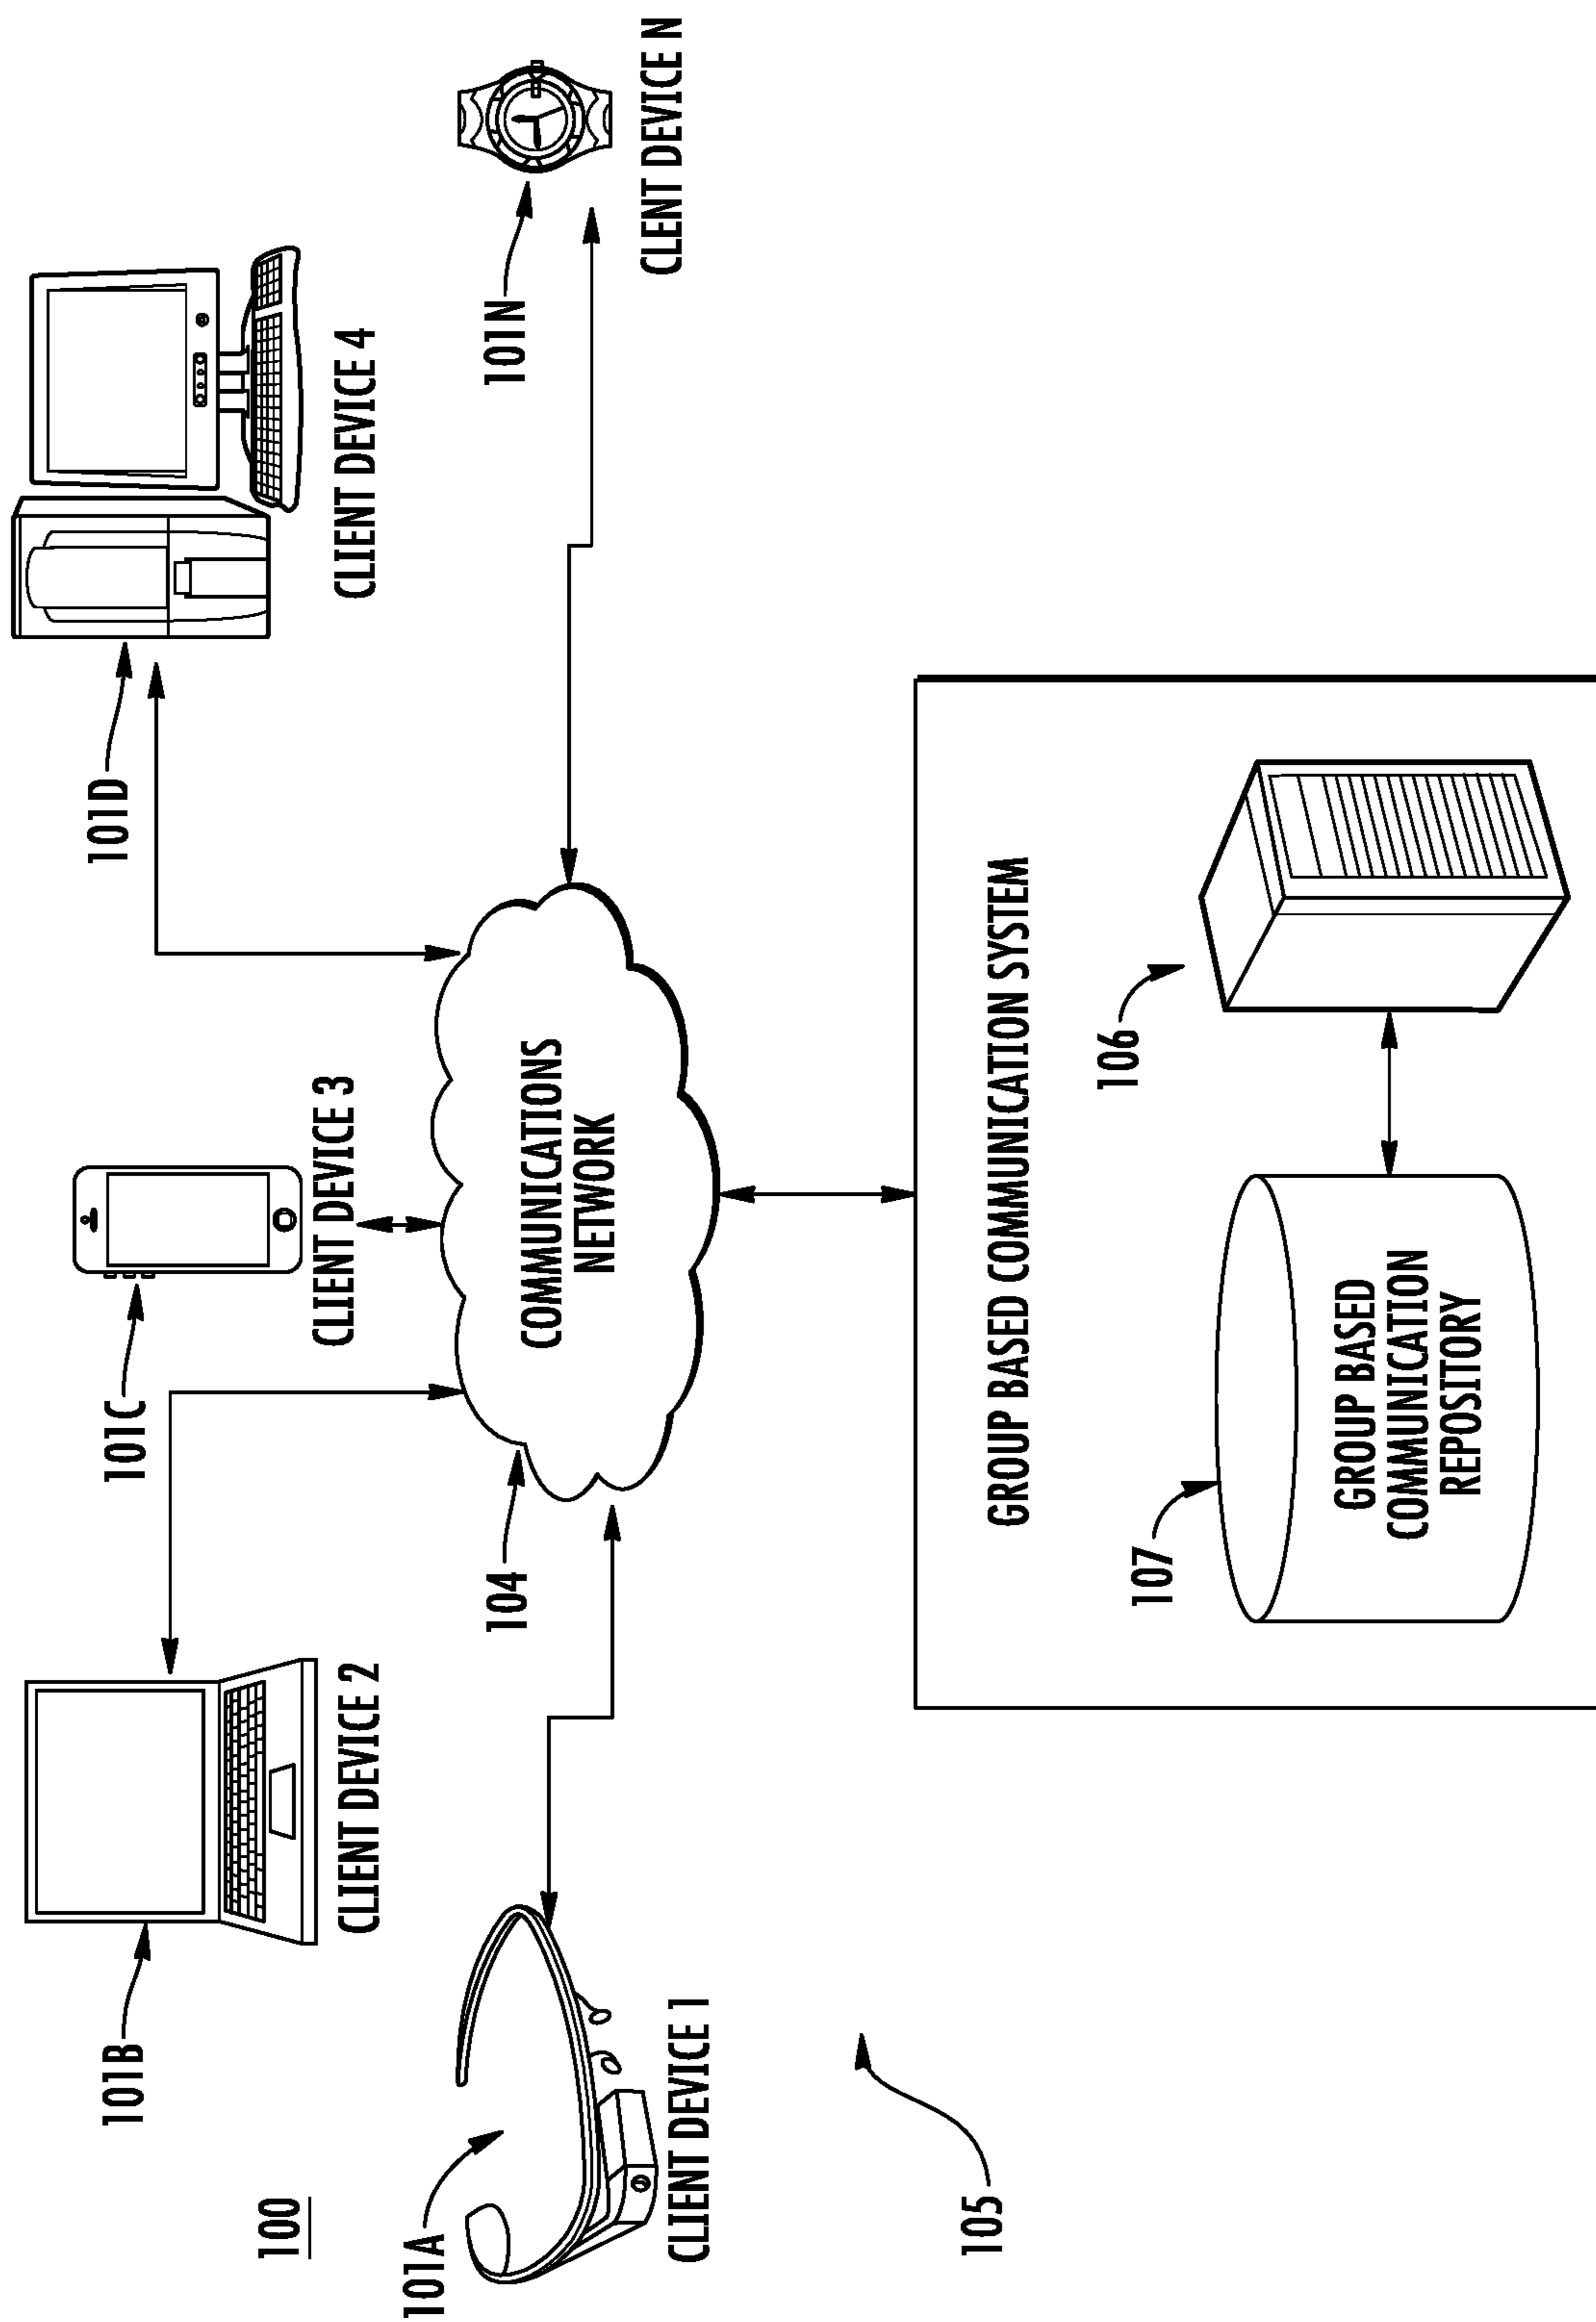 100
101A
CLIENT DEVICE 1
101B
CLIENT DEVICE 2
101C
CLIENT DEVICE 3
101D
CLIENT DEVICE 4
101N
CLENT DEVICE N
104
COMMUNICATIONS
NETWORK
105
GROUP BASED COMMUNICATION SYSTEM
106
107
GROUP BASED
COMMUNICATION
REPOSITORY